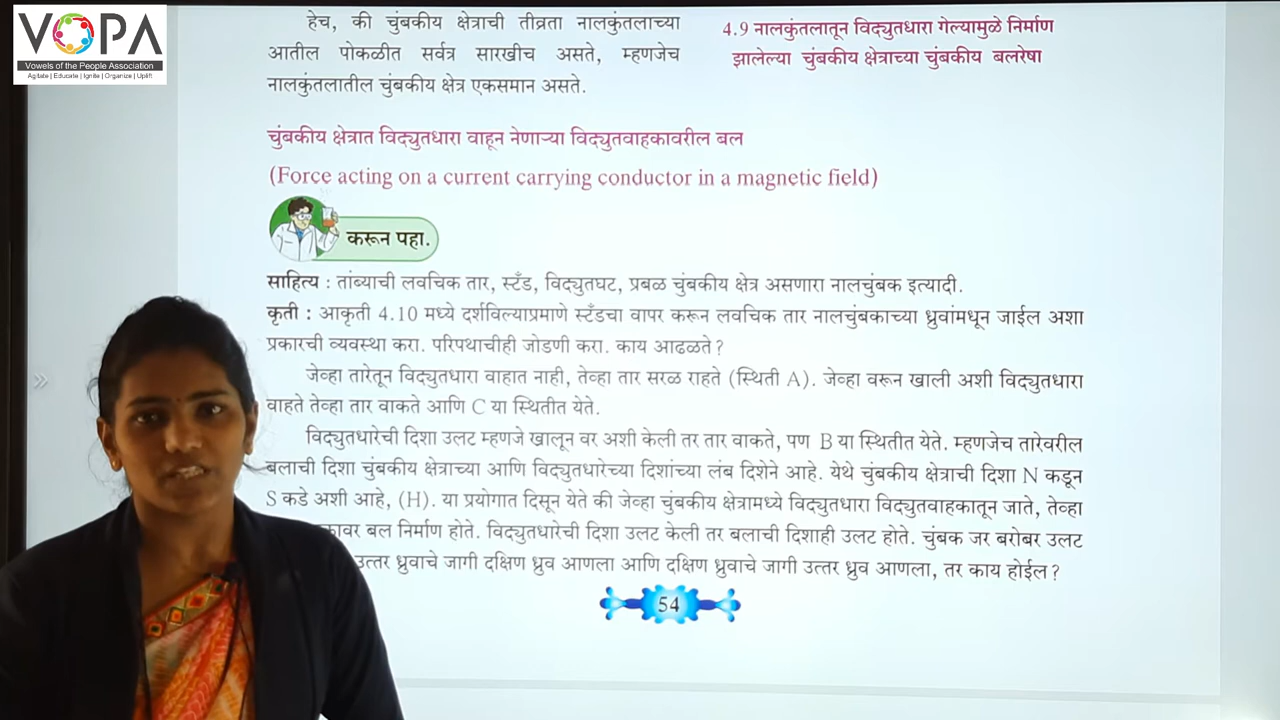 VOPA
Vowels of the People Association
Agitate | Educate | Ignite | Organize | Uplift
हेच, की चुंबकीय क्षेत्राची तीव्रता नालकुंतलाच्या
आतील पोकळीत सर्वत्र सारखीच असते, म्हणजेच
नालकुंतलातील चुंबकीय क्षेत्र एकसमान असते.
4.9 नालकुंतलातून विद्युतधारा गेल्यामुळे निर्माण
झालेल्या चुंबकीय क्षेत्राच्या चुंबकीय बलरेषा
चुंबकीय क्षेत्रात विद्युतधारा वाहून नेणाऱ्या विद्युतवाहकावरील बल
(Force acting on a current carrying conductor in a magnetic field)
करून पहा.
साहित्य : तांब्याची लवचिक तार, स्टँड, विद्युतघट, प्रबळ चुंबकीय क्षेत्र असणारा नालचुंबक इत्यादी.
कृती : आकृती 4.10 मध्ये दर्शविल्याप्रमाणे स्टँडचा वापर करून लवचिक तार नालचुंबकाच्या ध्रुवांमधून जाईल अशा
प्रकारची व्यवस्था करा. परिपथाचीही जोडणी करा. काय आढळते ?
जेव्हा तारेतून विद्युतधारा वाहात नाही, तेव्हा तार सरळ राहते (स्थिती A). जेव्हा वरून खाली अशी विद्युतधारा
वाहते तेव्हा तार वाकते आणि C या स्थितीत येते.
विद्युतधारेची दिशा उलट म्हणजे खालून वर अशी केली तर तार वाकते, पण B या स्थितीत येते. म्हणजेच तारेवरील
बलाची दिशा चुंबकीय क्षेत्राच्या आणि विद्युतधारेच्या दिशांच्या लंब दिशेने आहे. येथे चुंबकीय क्षेत्राची दिशा N कडून
S कडे अशी आहे, (H). या प्रयोगात दिसून येते की जेव्हा चुंबकीय क्षेत्रामध्ये विद्युतधारा विद्युतवाहकातून जाते, तेव्हा
कावर बल निर्माण होते. विद्युतधारेची दिशा उलट केली तर बलाची दिशाही उलट होते. चुंबक जर बरोबर उलट
उत्तर ध्रुवाचे जागी दक्षिण ध्रुव आणला आणि दक्षिण ध्रुवाचे जागी उत्तर ध्रुव आणला, तर काय होईल ?
54